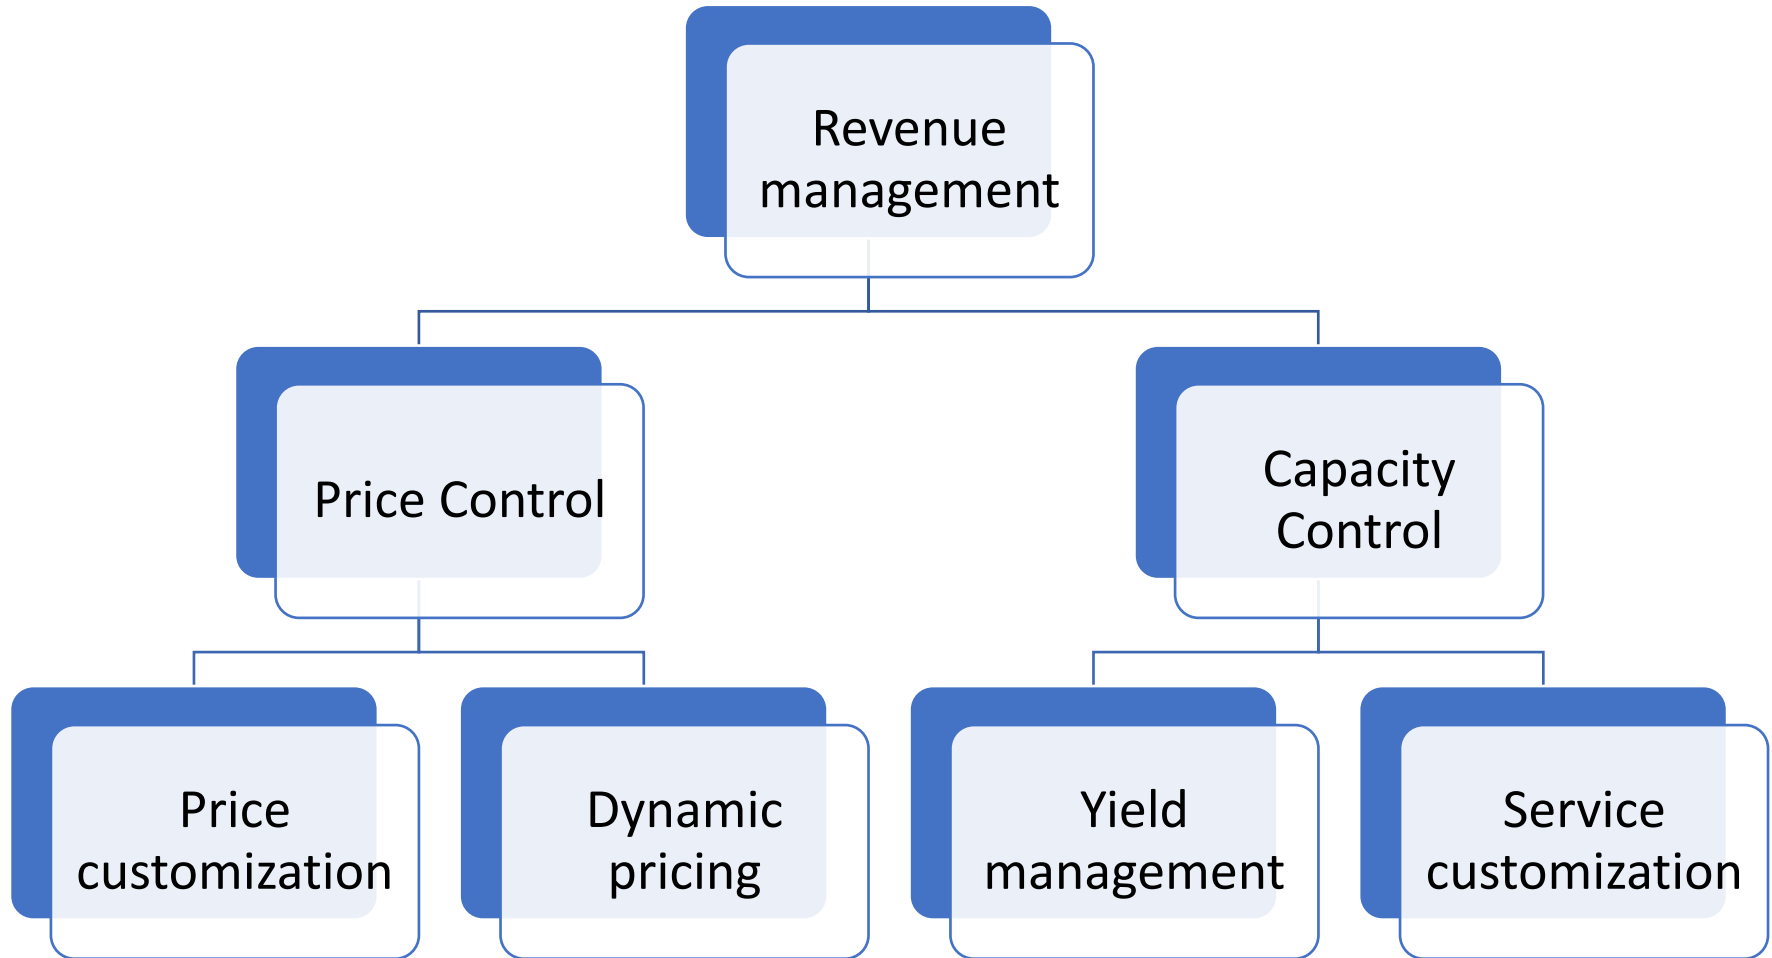 Revenue
management
Price Control
Capacity
Control
Price
customization
Dynamic
pricing
Yield
management
Service
customization